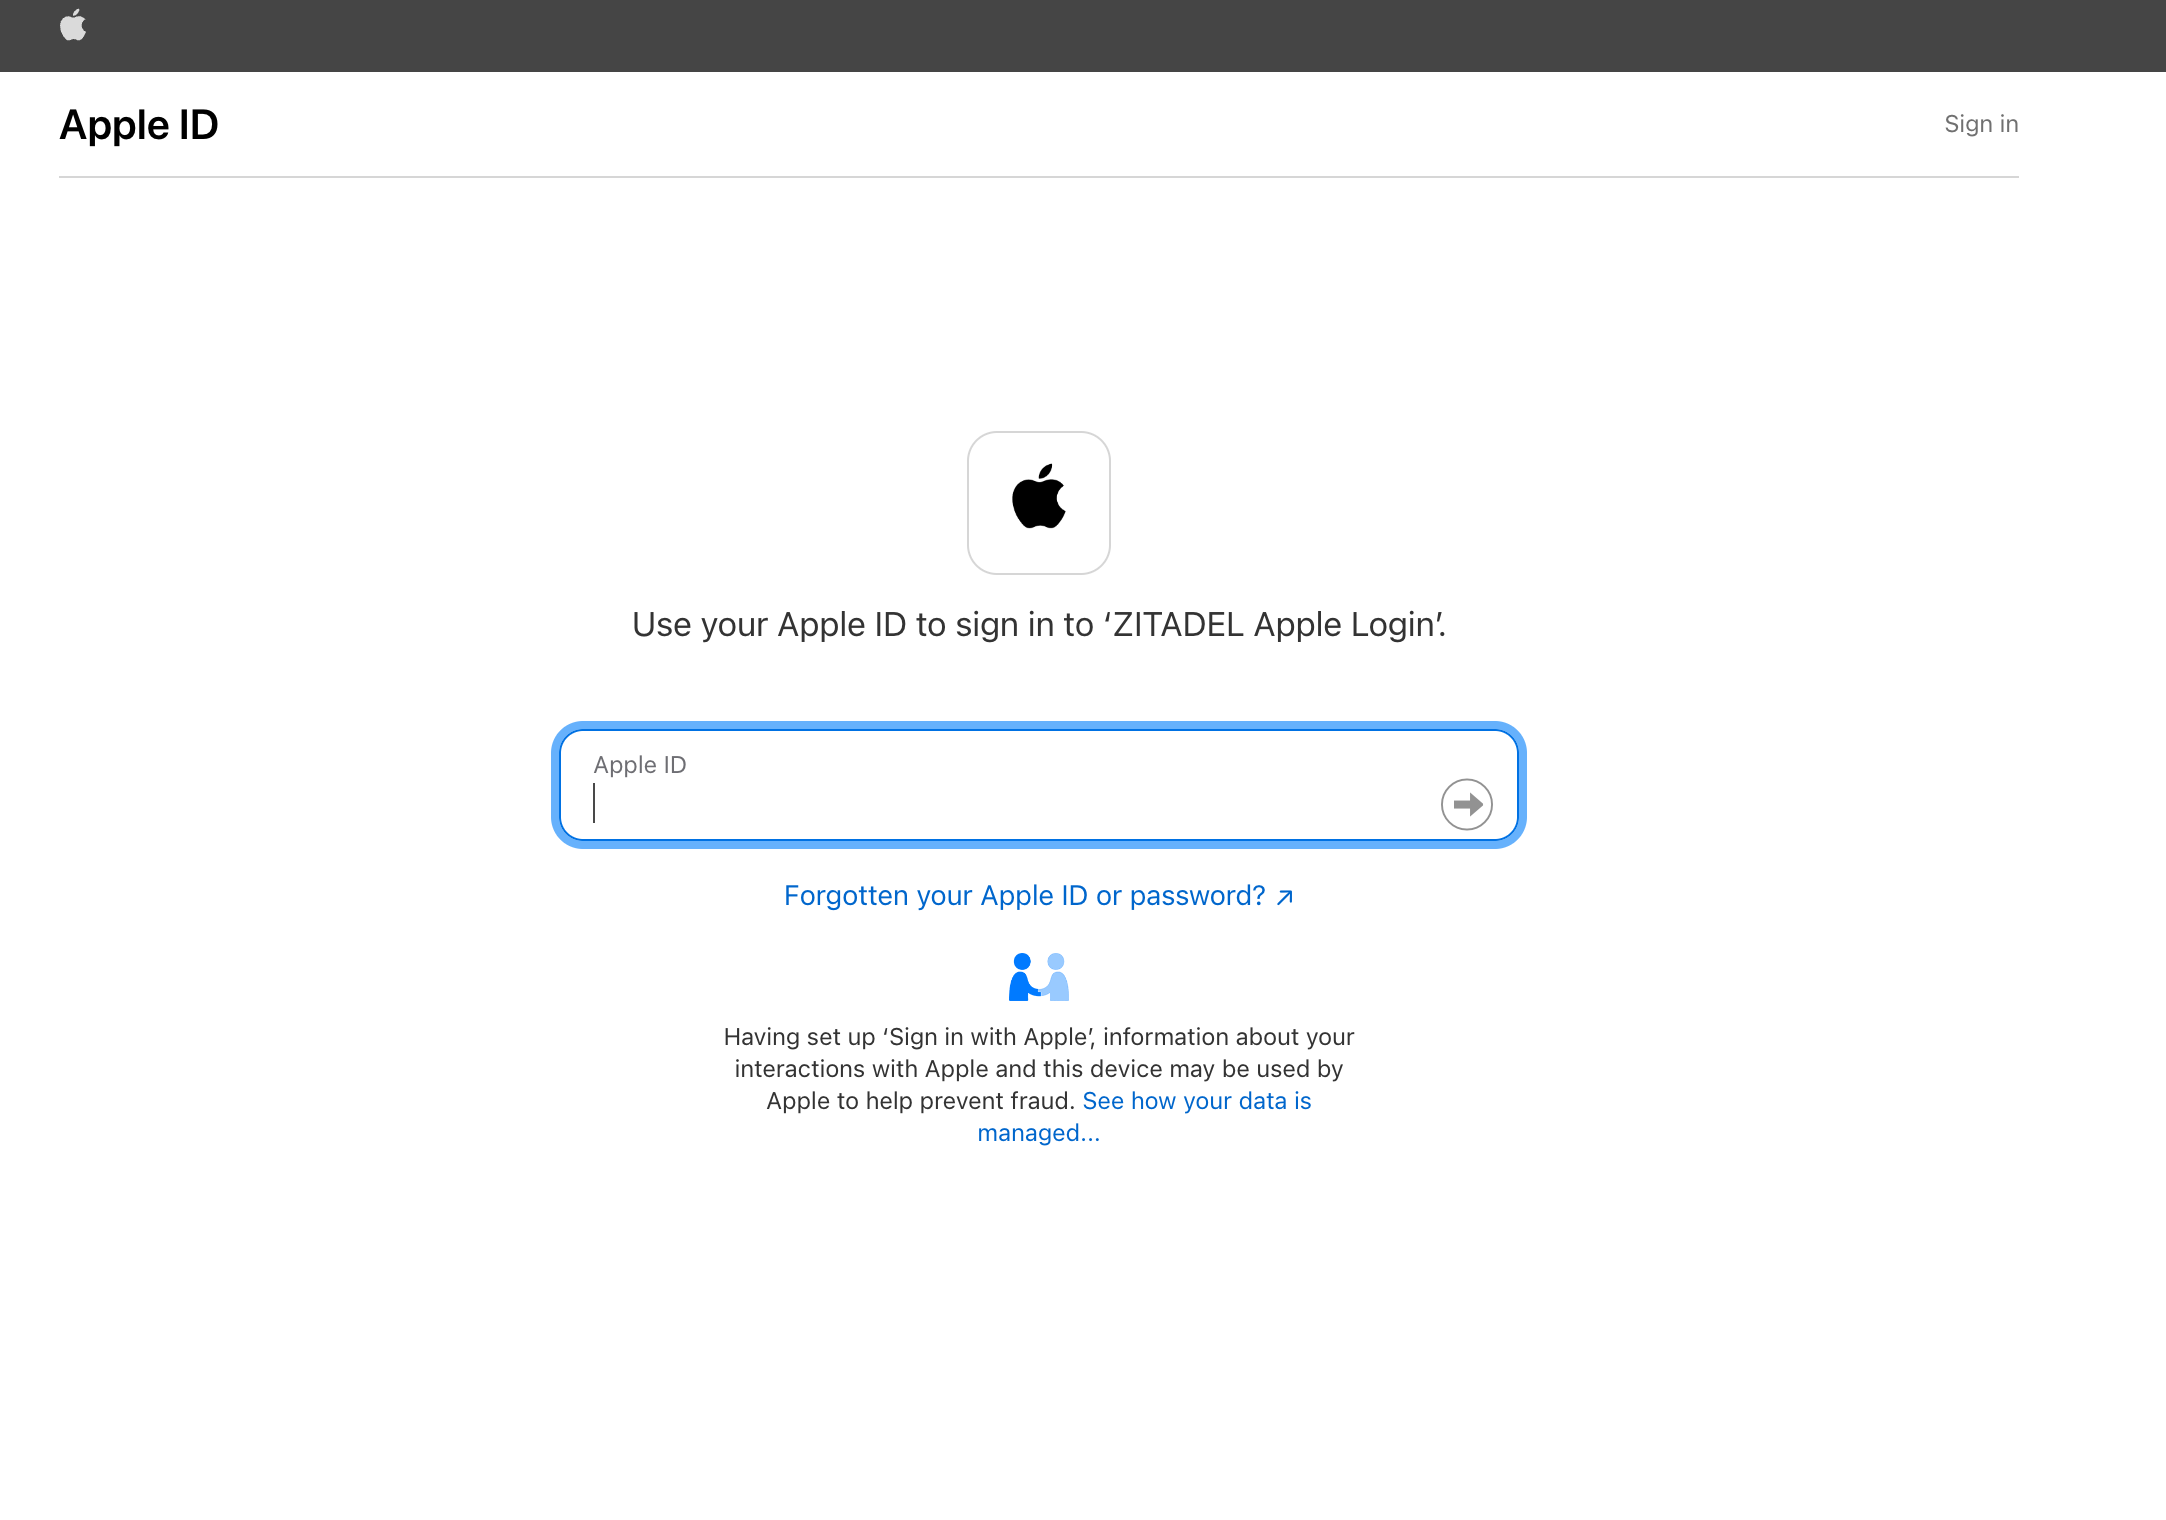 Apple ID
Sign in
Use your Apple ID to sign in to ‘ZITADEL Apple Login’.
Apple ID
Forgotten your Apple ID or password? ↗
Having set up ‘Sign in with Apple’, information about your
interactions with Apple and this device may be used by
Apple to help prevent fraud. See how your data is
managed...